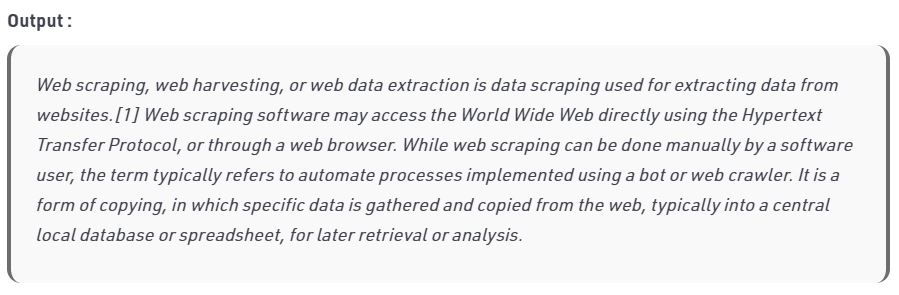 Output :
Web scraping, web harvesting, or web data extraction is data scraping used for extracting data from
websites.[1] Web scraping software may access the World Wide Web directly using the Hypertext
Transfer Protocol, or through a web browser. While web scraping can be done manually by a software
user, the term typically refers to automate processes implemented using a bot or web crawler. It is a
form of copying, in which specific data is gathered and copied from the web, typically into a central
local database or spreadsheet, for later retrieval or analysis.